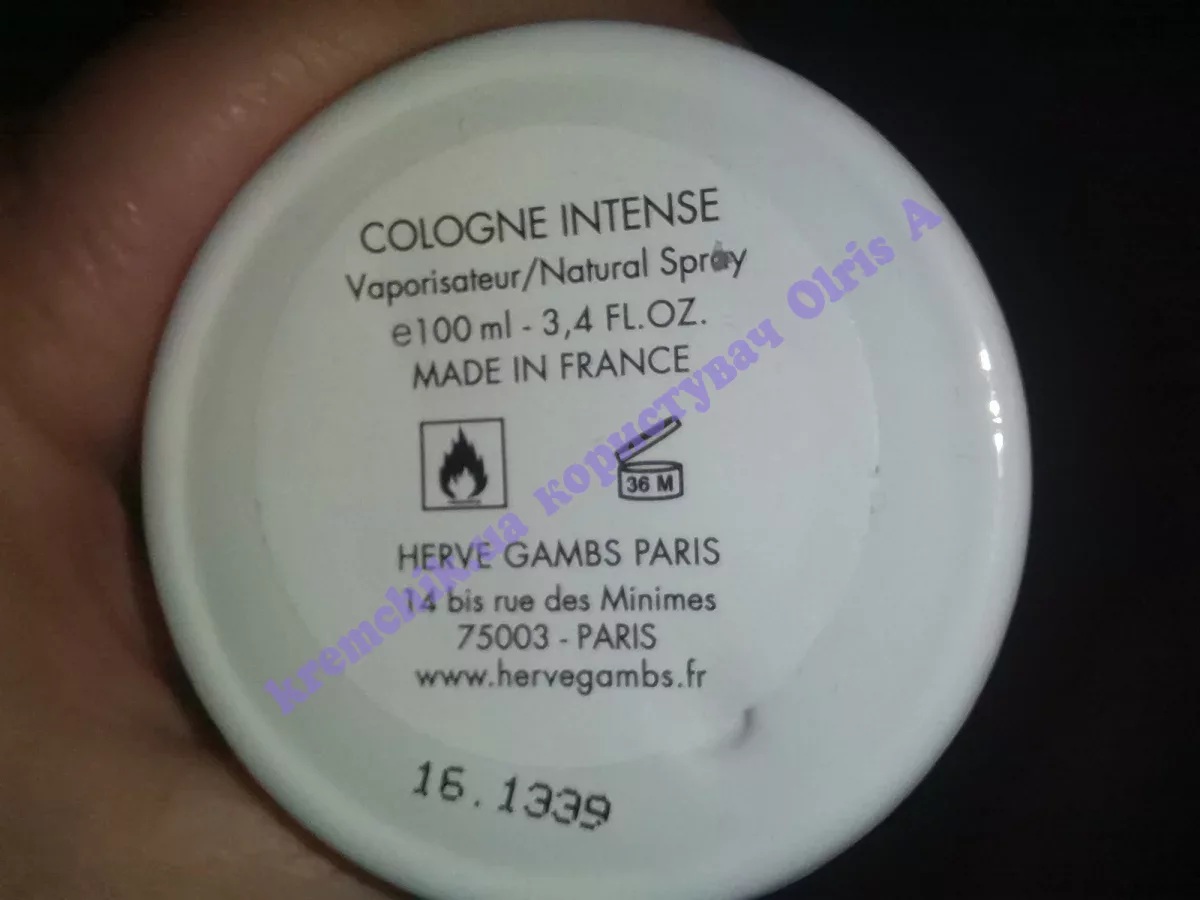 COLOGNE INTENSE
Vaporisateur/Natural Spray
℮100 ml - 3,4 FL.OZ.
MADE IN FRANCE
36 M
HERVE GAMBS PARIS
14 bis rue des Minimes
75003 - PARIS
www.hervegambs.fr
16.1339
kremchik.ua користувач Olris A